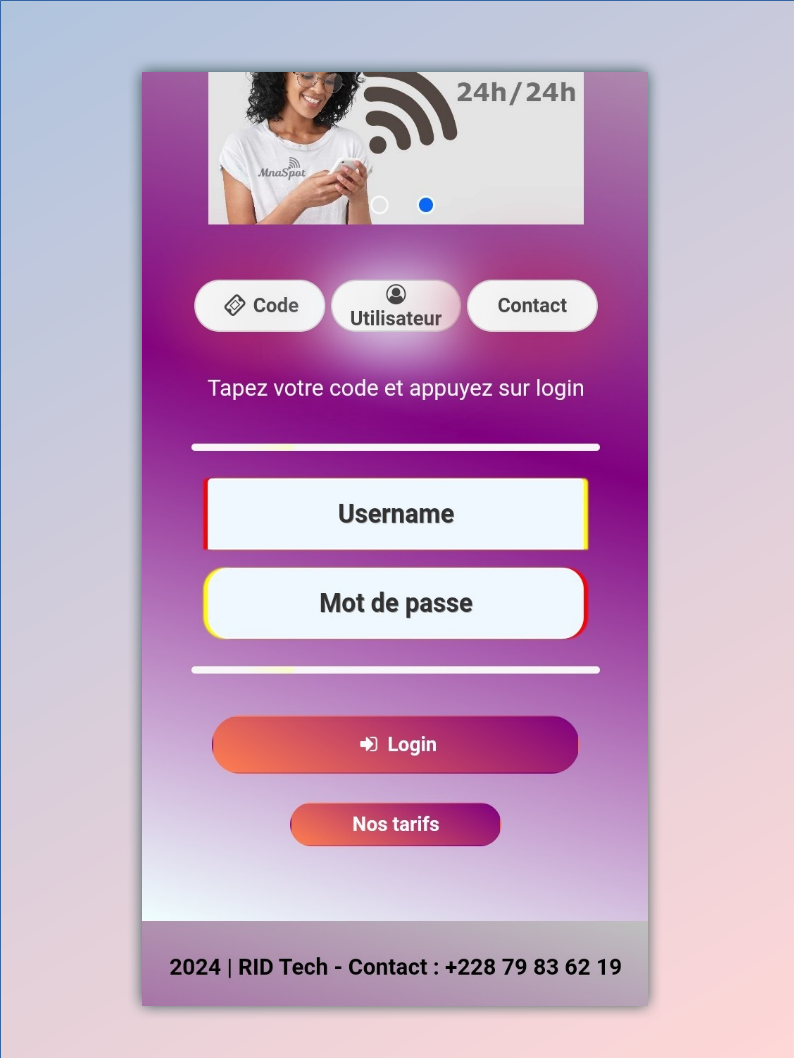 24h/24h
MnaSpot
Code
Utilisateur
Contact
Tapez votre code et appuyez sur login
Username
Mot de passe
Login
Nos tarifs
2024 | RID Tech - Contact : +228 79 83 62 19